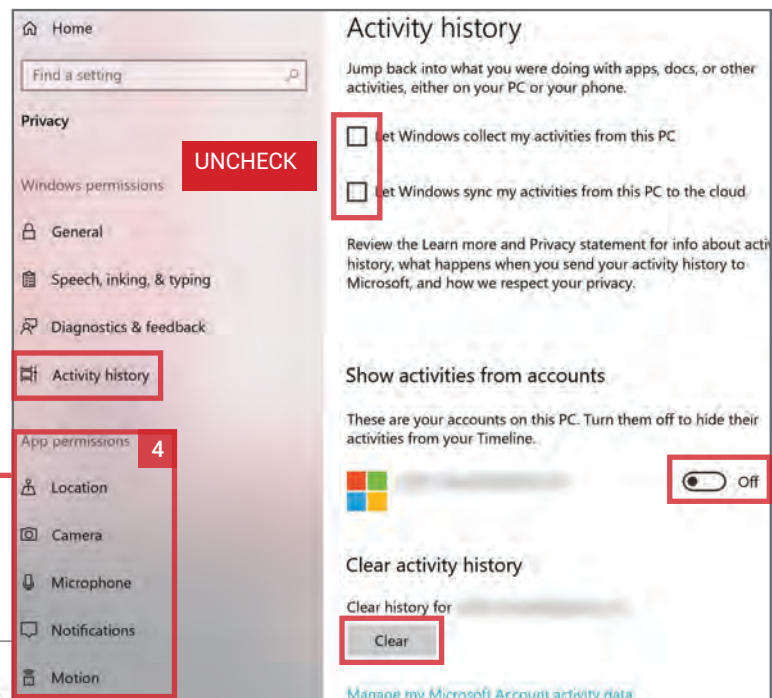 Home
Find a setting
Privacy
UNCHECK
Windows permissions
General
Speech, inking, & typing
Diagnostics & feedback
Activity history
App permissions
4
Location
Camera
Microphone
Notifications
Motion
Activity history
Jump back into what you were doing with apps, docs, or other
activities, either on your PC or your phone.
Let Windows collect my activities from this PC
Let Windows sync my activities from this PC to the cloud
Review the Learn more and Privacy statement for info about
history, what happens when you send your activity history to
Microsoft, and how we respect your privacy.
Show activities from accounts
These are your accounts on this PC. Turn them off to hide their
activities from your Timeline.
Off
Clear activity history
Clear history for
Clear
Manage my Microsoft Account activity data